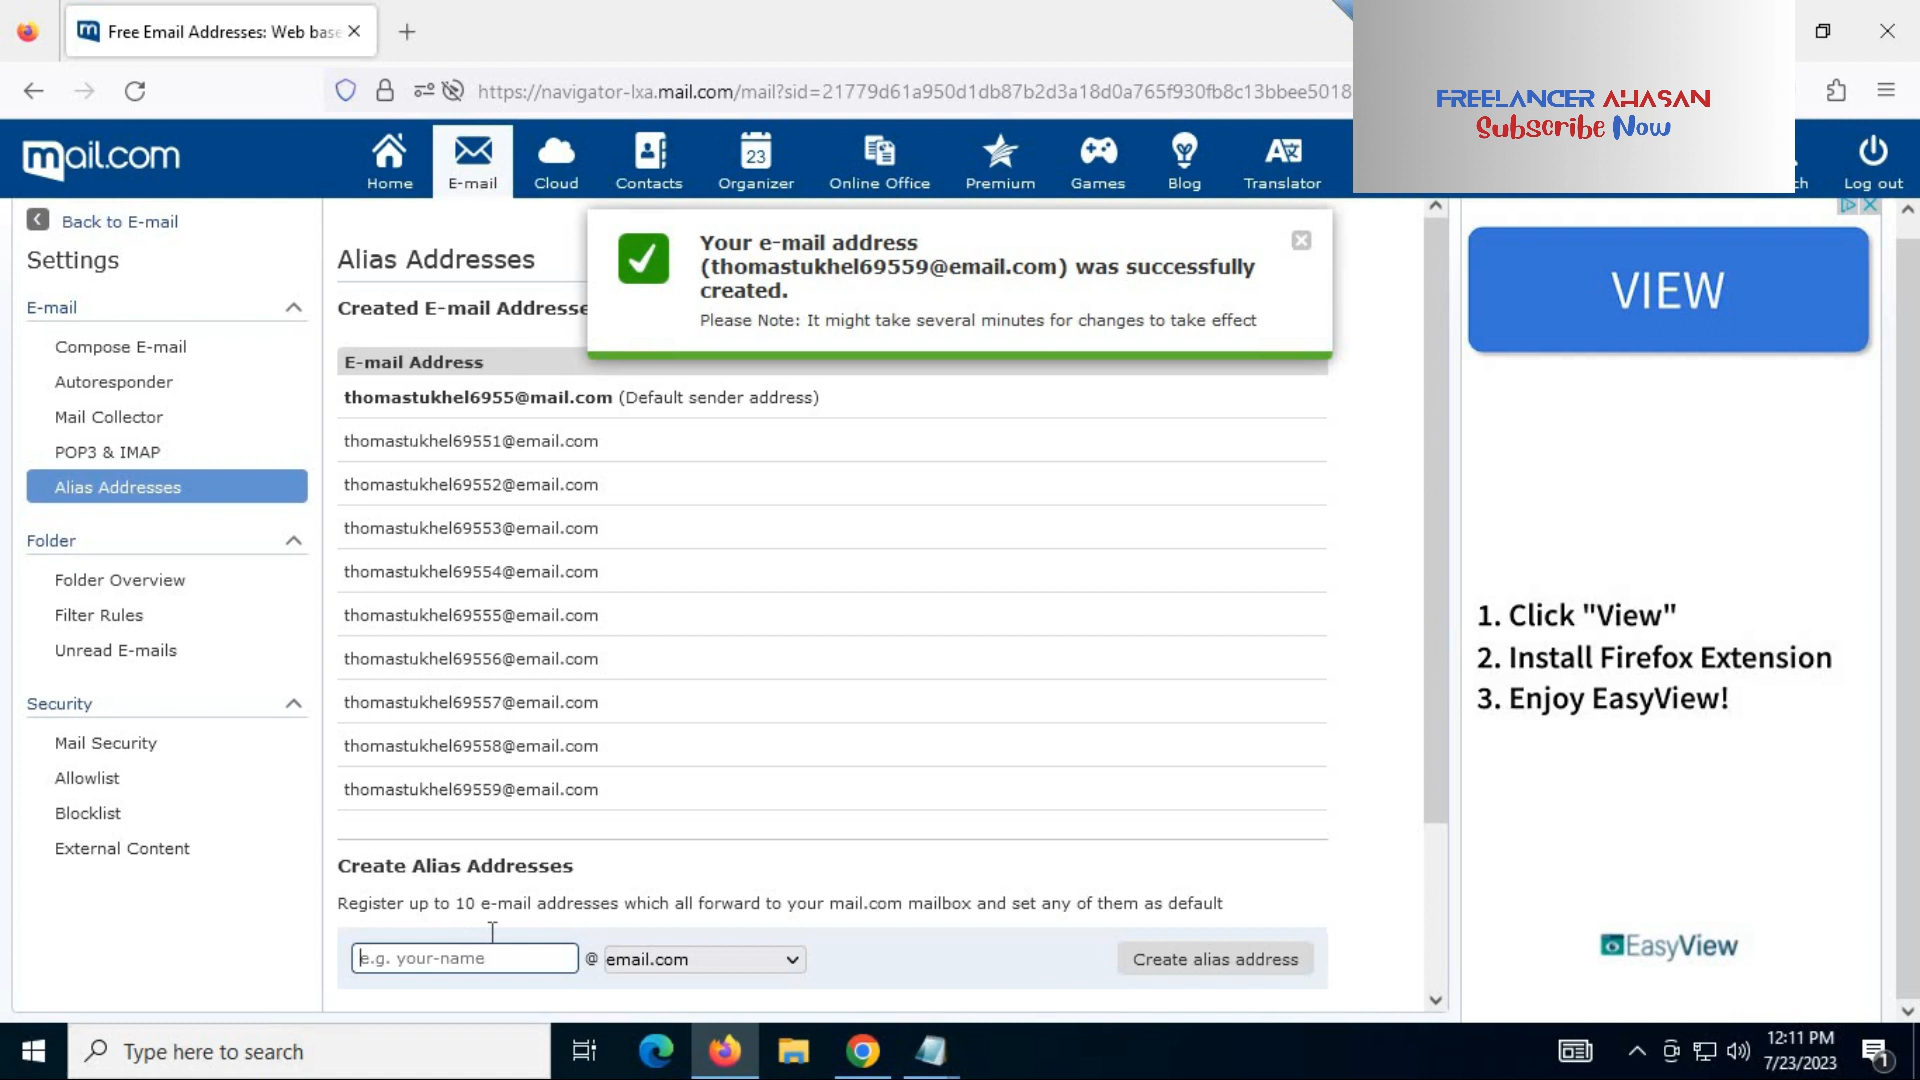 Free Email Addresses: Web base
https://navigator-lxa.mail.com/mail?sid=21779d61a950d1db87b2d3a18d0a765f930fb8c13bbee5018
FREELANCER AHASAN
Subscribe Now
mail.com
Home
E-mail
Cloud
Contacts
23
Organizer
Online Office
Premium
Games
Blog
Translator
Log out
Back to E-mail
Settings
E-mail
Compose E-mail
Autoresponder
Mail Collector
POP3 & IMAP
Alias Addresses
Folder
Folder Overview
Filter Rules
Unread E-mails
Security
Mail Security
Allowlist
Blocklist
External Content
Your e-mail address
(thomastukhel69559@email.com) was successfully
created.
Please Note: It might take several minutes for changes to take effect
Alias Addresses
Created E-mail Addresse
E-mail Address
thomastukhel6955@mail.com (Default sender address)
thomastukhel69551@email.com
thomastukhel69552@email.com
thomastukhel69553@email.com
thomastukhel69554@email.com
thomastukhel69555@email.com
thomastukhel69556@email.com
thomastukhel69557@email.com
thomastukhel69558@email.com
thomastukhel69559@email.com
Create Alias Addresses
Register up to 10 e-mail addresses which all forward to your mail.com mailbox and set any of them as default
e.g. your-name @ email.com Create alias address
VIEW
1. Click "View"
2. Install Firefox Extension
3. Enjoy EasyView!
EasyView
Type here to search
12:11 PM
7/23/2023
1